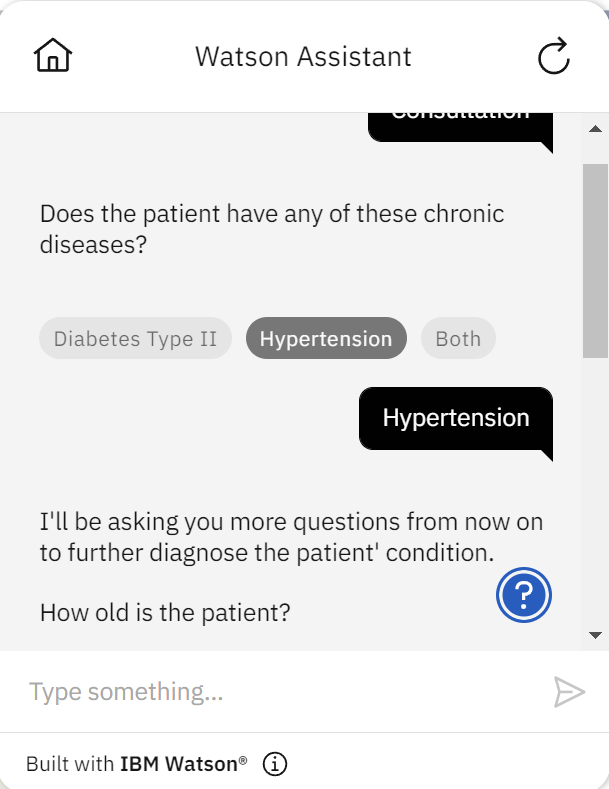 Watson Assistant
Consultation
Does the patient have any of these chronic
diseases?
Diabetes Type II Hypertension Both
Hypertension
I'll be asking you more questions from now on
to further diagnose the patient' condition.
?
How old is the patient?
Type something...
Built with IBM Watson® i